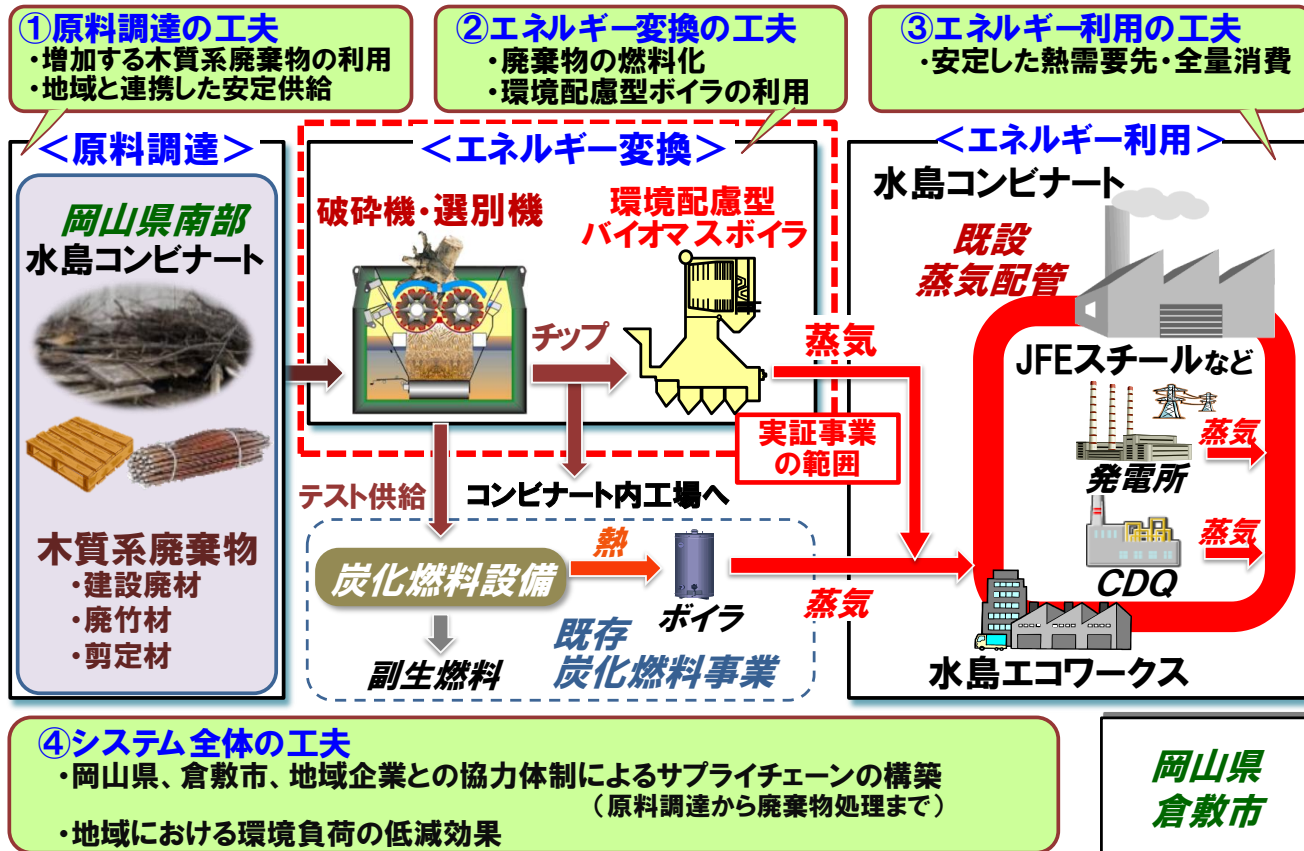 ①原料調達の工夫
・増加する木質系廃棄物の利用
・地域と連携した安定供給
②エネルギー変換の工夫
・廃棄物の燃料化
・環境配慮型ボイラの利用
③エネルギー利用の工夫
・安定した熱需要先・全量消費
＜原料調達＞
岡山県南部
水島コンビナート
木質系廃棄物
・建設廃材
・廃竹材
・剪定材
＜エネルギー変換＞
破砕機・選別機
環境配慮型
バイオマスボイラ
チップ
蒸気
実証事業
の範囲
テスト供給
コンビナート内工場へ
炭化燃料設備
熱
ボイラ
蒸気
副生燃料
既存
炭化燃料事業
＜エネルギー利用＞
水島コンビナート
既設
蒸気配管
JFEスチールなど
発電所
蒸気
CDQ
蒸気
水島エコワークス
④システム全体の工夫
・岡山県、倉敷市、地域企業との協力体制によるサプライチェーンの構築
（原料調達から廃棄物処理まで）
・地域における環境負荷の低減効果
岡山県
倉敷市